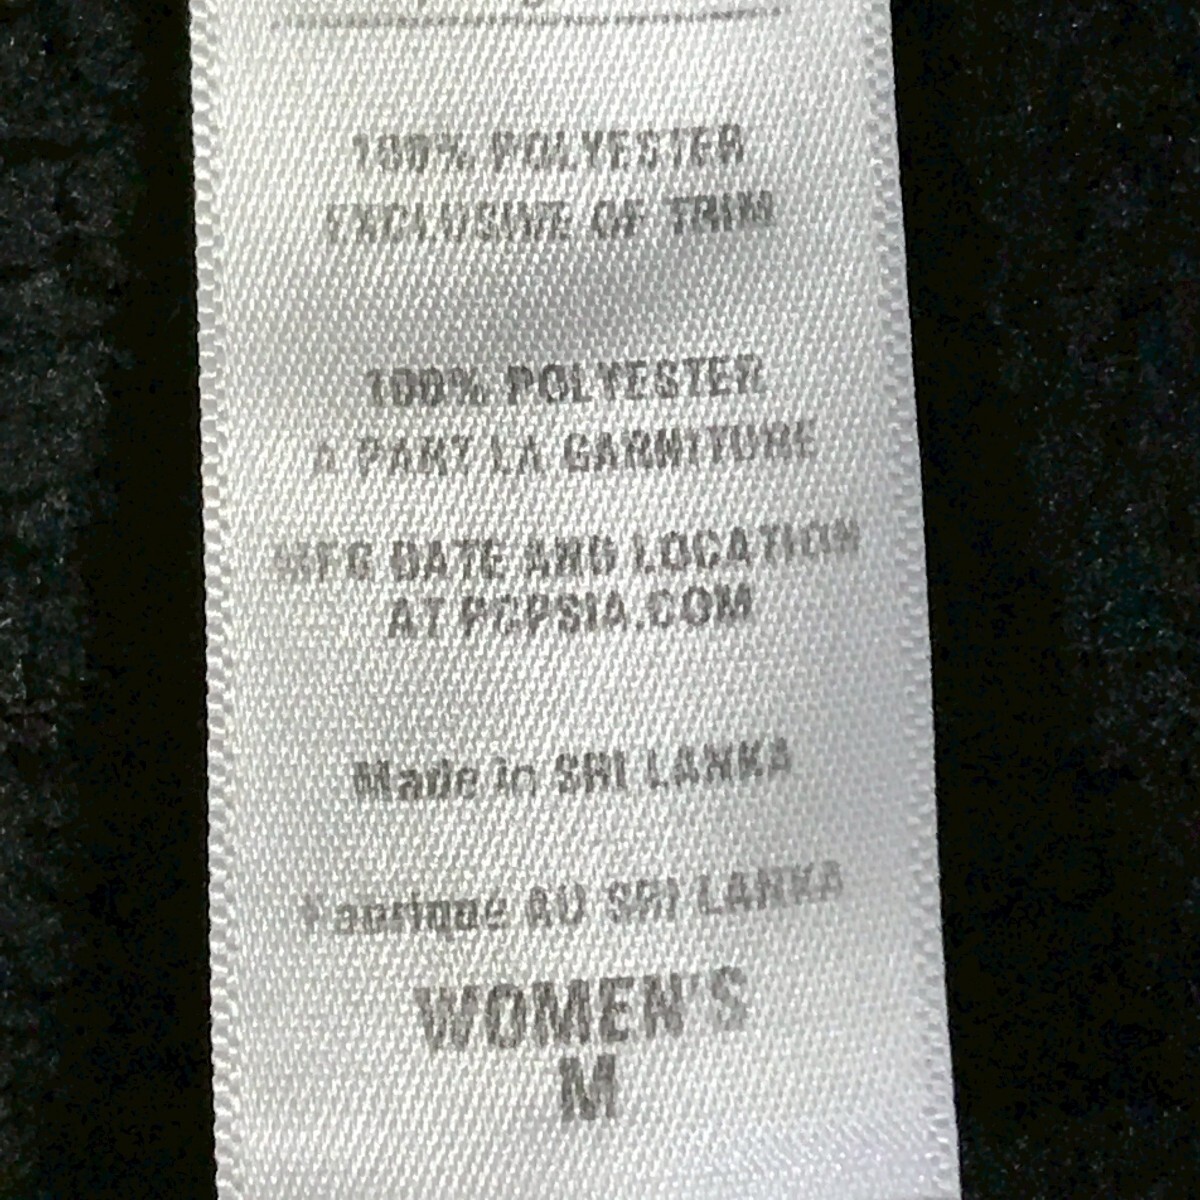 100% POLYESTER
EXCLUSIVE OF TRIM
100% POLYESTER
A PART LA GARNITURE
MFG DATE AND LOCATION
AT PCPSIA.COM
Made in SRI LANKA
Fabrique AU SRI LANKA
WOMEN'S
M